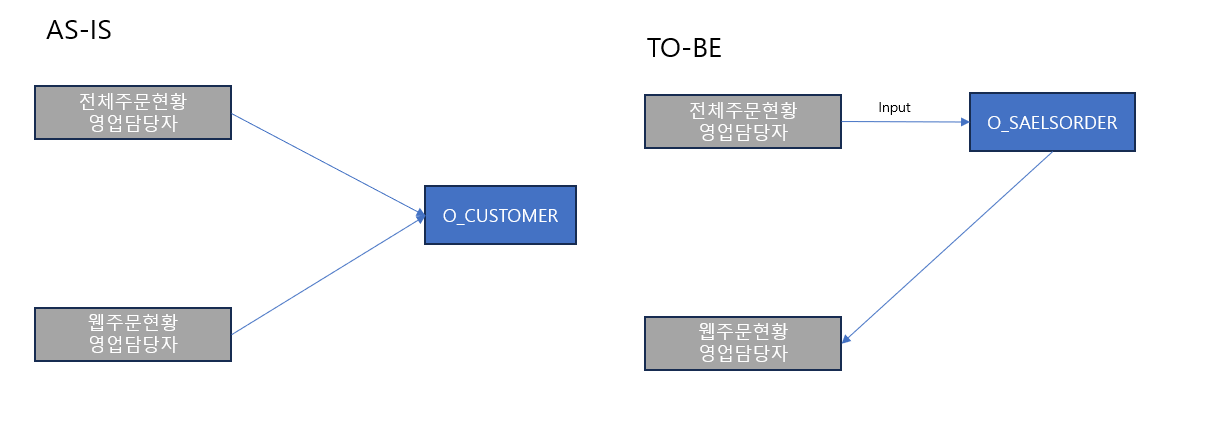 AS-IS
전체주문현황
영업담당자
O_CUSTOMER
웹주문현황
영업담당자
TO-BE
전체주문현황
영업담당자
Input
O_SAELSORDER
웹주문현황
영업담당자